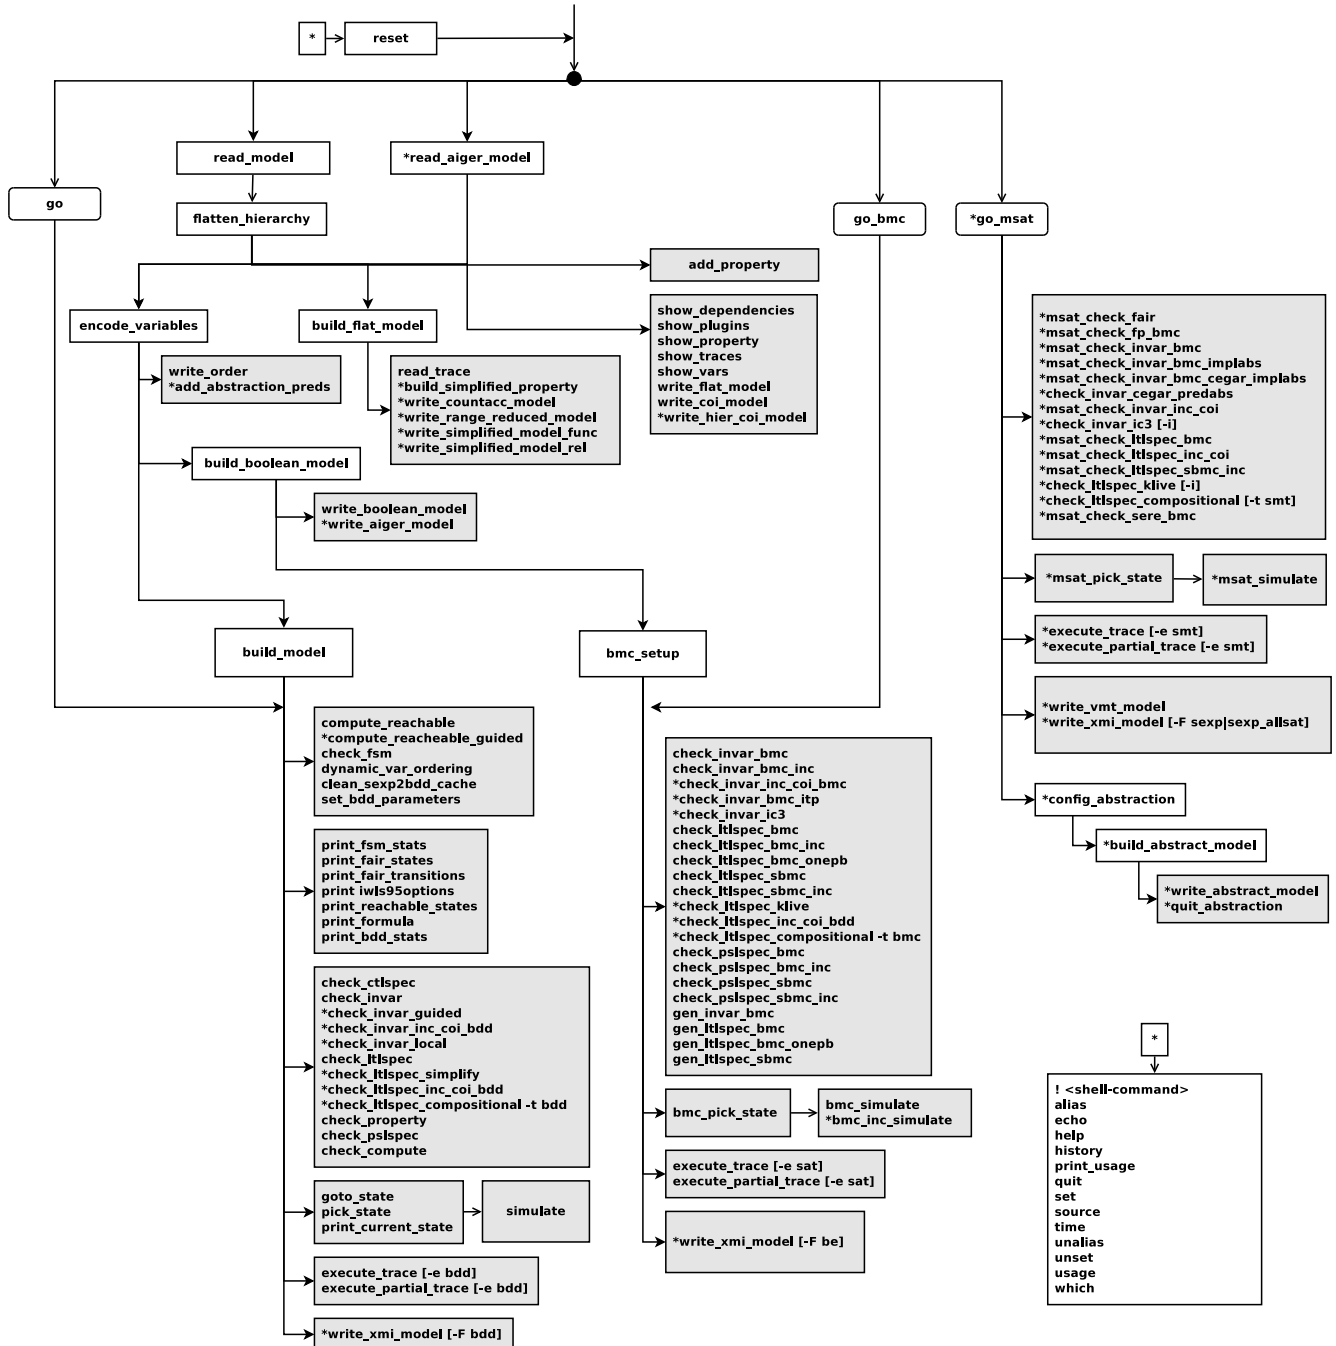 *
reset
read_model
*read_aiger_model
go
flatten_hierarchy
go_bmc
*go_msat
add_property
encode_variables
build_flat_model
show_dependencies
show_plugins
show_property
show_traces
show_vars
write_flat_model
write_coi_model
*write_hier_coi_model
write_order
*add_abstraction_preds
read_trace
*build_simplified_property
*write_countacc_model
*write_range_reduced_model
*write_simplified_model_func
*write_simplified_model_rel
*msat_check_fair
*msat_check_fp_bmc
*msat_check_invar_bmc
*msat_check_invar_bmc_implabs
*msat_check_invar_bmc_cegar_implabs
*check_invar_cegar_predabs
*msat_check_invar_inc_coi
*check_invar_ic3 [-i]
*msat_check_ltlspec_bmc
*msat_check_ltlspec_inc_coi
*msat_check_ltlspec_sbmc_inc
*check_ltlspec_klive [-i]
*check_ltlspec_compositional [-t smt]
*msat_check_sere_bmc
build_boolean_model
write_boolean_model
*write_aiger_model
*msat_pick_state
*msat_simulate
build_model
bmc_setup
*execute_trace [-e smt]
*execute_partial_trace [-e smt]
*write_vmt_model
*write_xmi_model [-F sexp|sexp_allsat]
compute_reachable
*compute_reacheable_guided
check_fsm
dynamic_var_ordering
clean_sexp2bdd_cache
set_bdd_parameters
check_invar_bmc
check_invar_bmc_inc
*check_invar_inc_coi_bmc
*check_invar_bmc_itp
*check_invar_ic3
check_ltlspec_bmc
check_ltlspec_bmc_inc
check_ltlspec_bmc_onepb
check_ltlspec_sbmc
check_ltlspec_sbmc_inc
*check_ltlspec_klive
*check_ltlspec_inc_coi_bdd
*check_ltlspec_compositional -t bmc
check_pslspec_bmc
check_pslspec_bmc_inc
check_pslspec_sbmc
check_pslspec_sbmc_inc
gen_invar_bmc
gen_ltlspec_bmc
gen_ltlspec_bmc_onepb
gen_ltlspec_sbmc
*config_abstraction
*build_abstract_model
*write_abstract_model
*quit_abstraction
print_fsm_stats
print_fair_states
print_fair_transitions
print iwls95options
print_reachable_states
print_formula
print_bdd_stats
check_ctlspec
check_invar
*check_invar_guided
*check_invar_inc_coi_bdd
*check_invar_local
check_ltlspec
*check_ltlspec_simplify
*check_ltlspec_inc_coi_bdd
*check_ltlspec_compositional -t bdd
check_property
check_pslspec
check_compute
bmc_pick_state
bmc_simulate
*bmc_inc_simulate
execute_trace [-e sat]
execute_partial_trace [-e sat]
*write_xmi_model [-F be]
goto_state
pick_state
print_current_state
simulate
execute_trace [-e bdd]
execute_partial_trace [-e bdd]
*write_xmi_model [-F bdd]
*
! <shell-command>
alias
echo
help
history
print_usage
quit
set
source
time
unalias
unset
usage
which